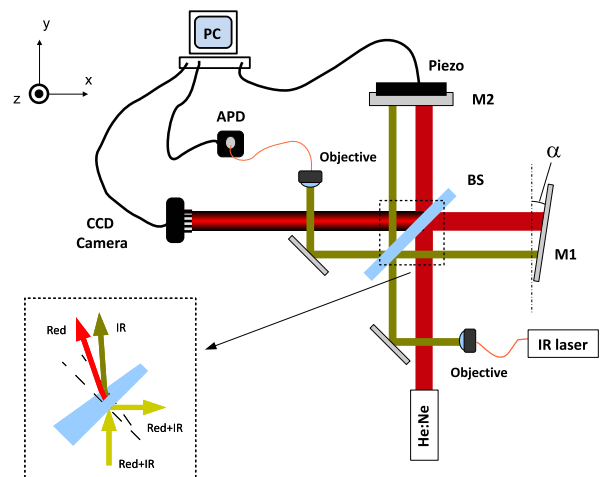 y
PC
x
z
Piezo
M2
APD
Objective
α
BS
CCD
Camera
M1
Red
IR
IR laser
Objective
Red+IR
He:Ne
Red+IR